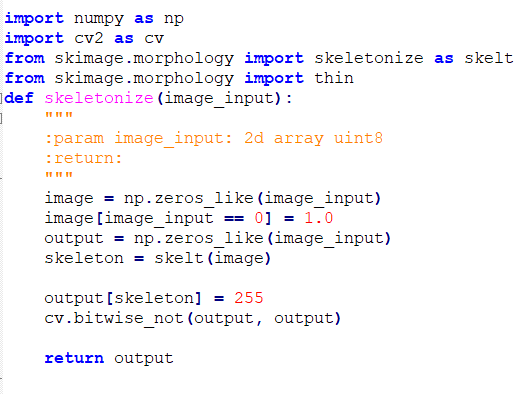 import numpy as np
import cv2 as cv
from skimage.morphology import skeletonize as skelt
from skimage.morphology import thin
def skeletonize(image_input):
    """
    :param image_input: 2d array uint8
    :return:
    """
    image = np.zeros_like(image_input)
    image[image_input == 0] = 1.0
    output = np.zeros_like(image_input)
    skeleton = skelt(image)

    output[skeleton] = 255
    cv.bitwise_not(output, output)

    return output